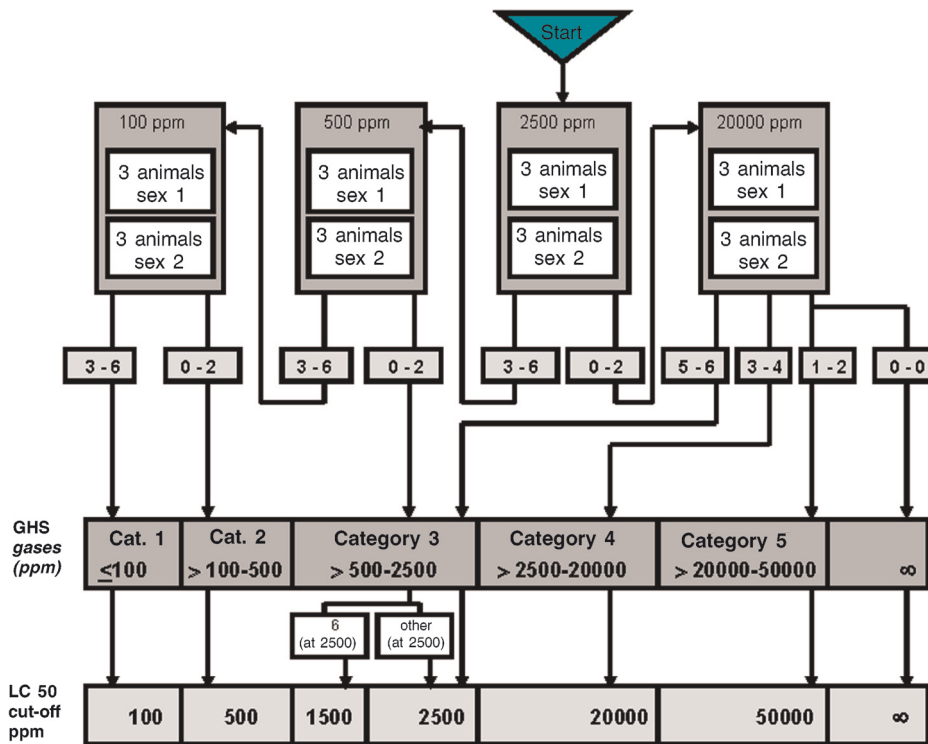 Start
100 ppm
500 ppm
2500 ppm
20000 ppm
3 animals
sex 1
3 animals
sex 1
3 animals
sex 1
3 animals
sex 1
3 animals
sex 2
3 animals
sex 2
3 animals
sex 2
3 animals
sex 2
3 - 6
0 - 2
3 - 6
0 - 2
3 - 6
0 - 2
5 - 6
3 - 4
1 - 2
0 - 0
GHS
gases
(ppm)
Cat. 1
≤100
Cat. 2
> 100-500
Category 3
> 500-2500
Category 4
> 2500-20000
Category 5
> 20000-50000
∞
6
(at 2500)
other
(at 2500)
LC 50
cut-off
ppm
100
500
1500
2500
20000
50000
∞